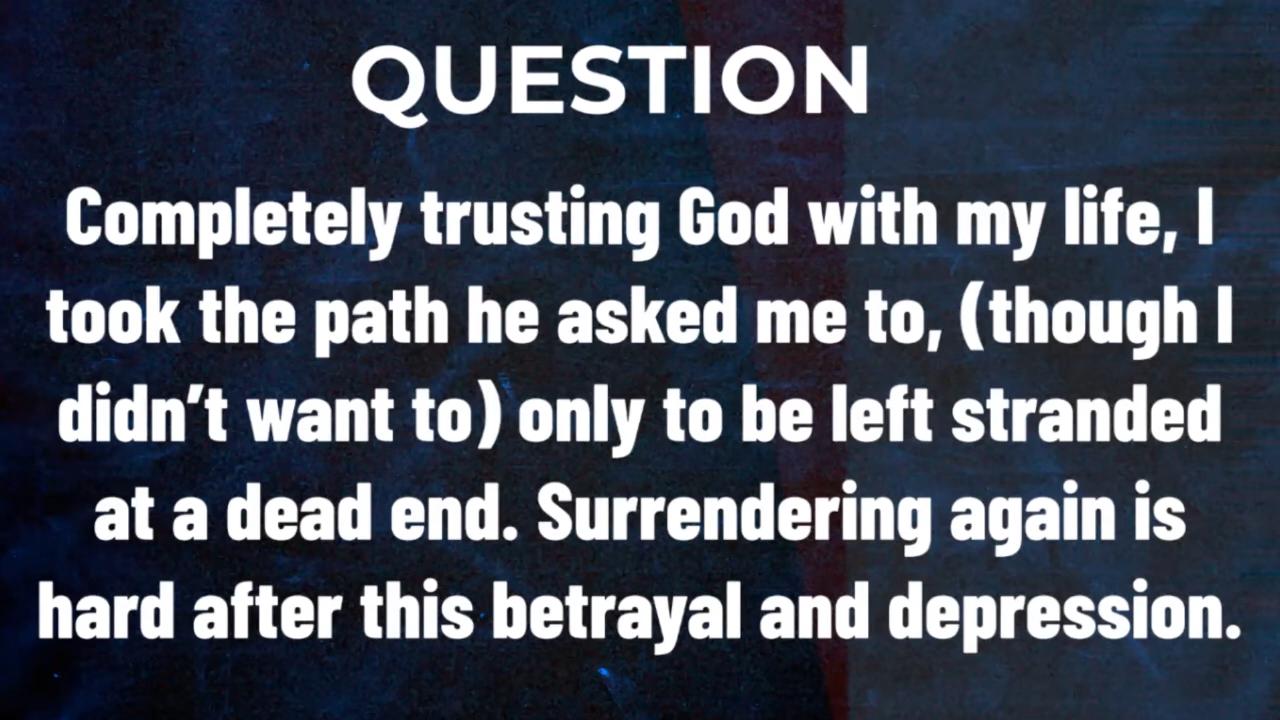 QUESTION
Completely trusting God with my life, I
took the path he asked me to, (though I
didn’t want to) only to be left stranded
at a dead end. Surrendering again is
hard after this betrayal and depression.